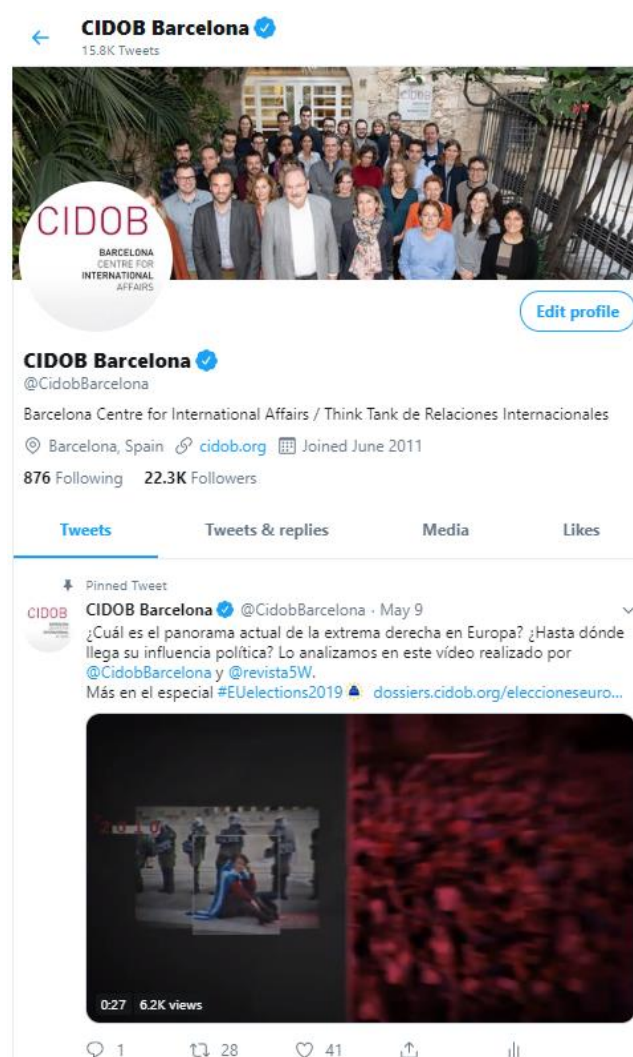 CIDOB Barcelona
15.8K Tweets
CIDOB
CIDOB
BARCELONA
CENTRE FOR
INTERNATIONAL
AFFAIRS
Edit profile
CIDOB Barcelona
@CidobBarcelona
Barcelona Centre for International Affairs / Think Tank de Relaciones Internacionales
Barcelona, Spain cidob.org Joined June 2011
876 Following 22.3K Followers
Tweets Tweets & replies Media Likes
Pinned Tweet
CIDOB
CIDOB Barcelona @CidobBarcelona · May 9
¿Cuál es el panorama actual de la extrema derecha en Europa? ¿Hasta dónde
llega su influencia política? Lo analizamos en este vídeo realizado por
@CidobBarcelona y @revista5W.
Más en el especial #EUelections2019 dossiers.cidob.org/eleccioneseuro...
2010
0:27 6.2K views
1 28 41